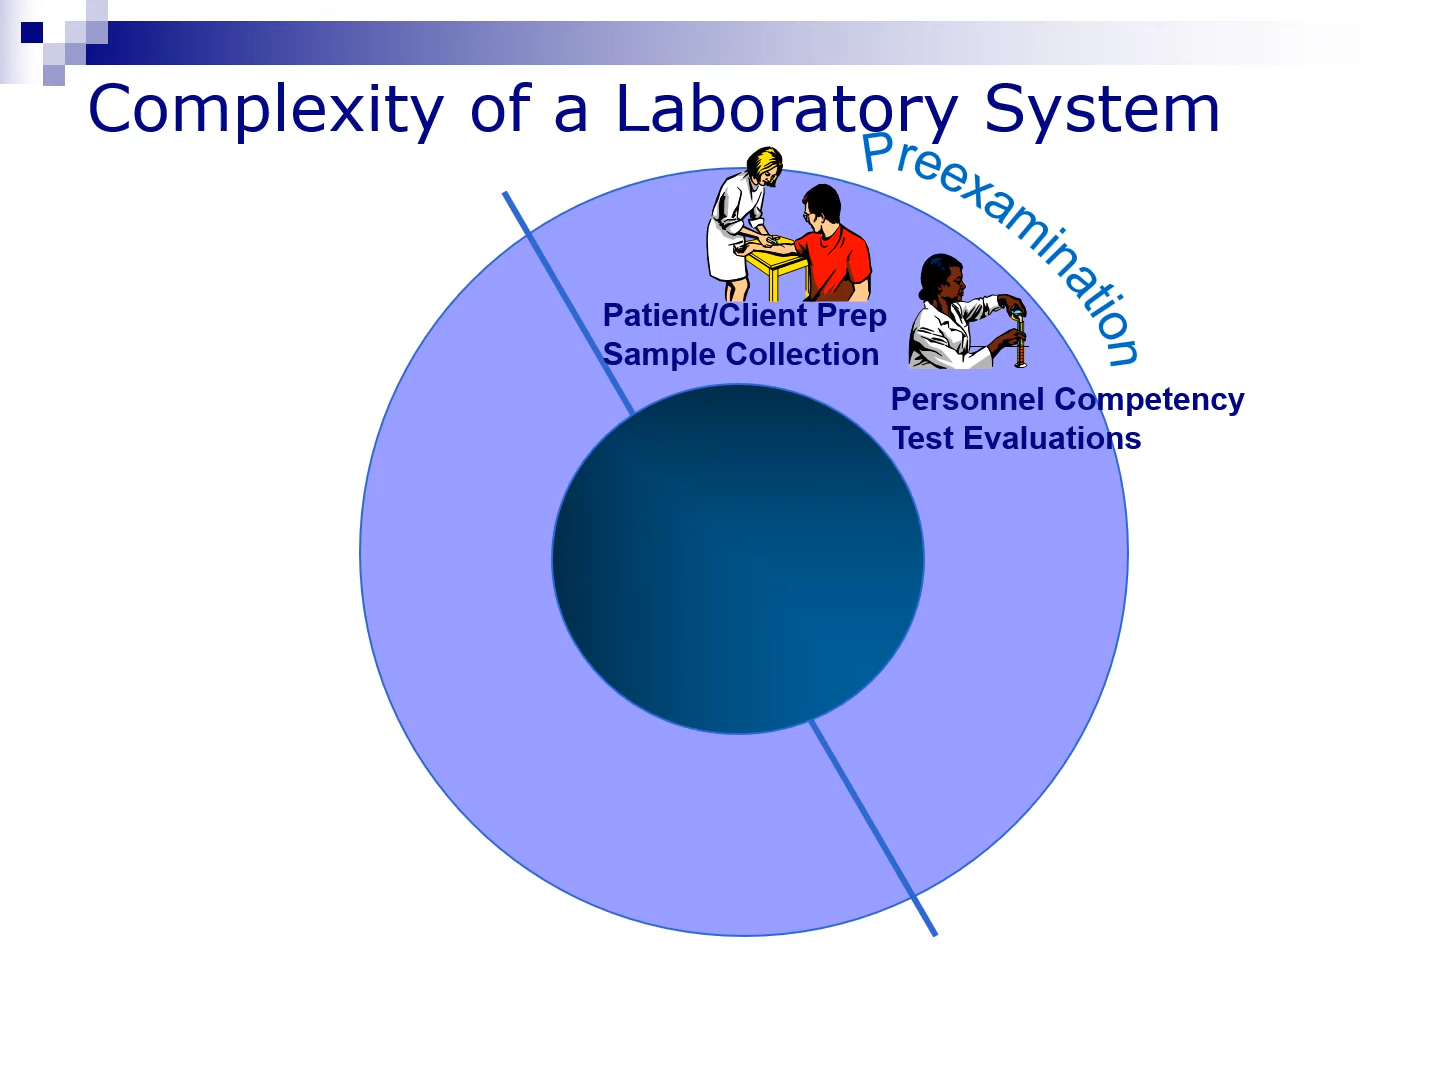 Complexity of a Laboratory System
Preexamination
Patient/Client Prep
Sample Collection
Personnel Competency
Test Evaluations